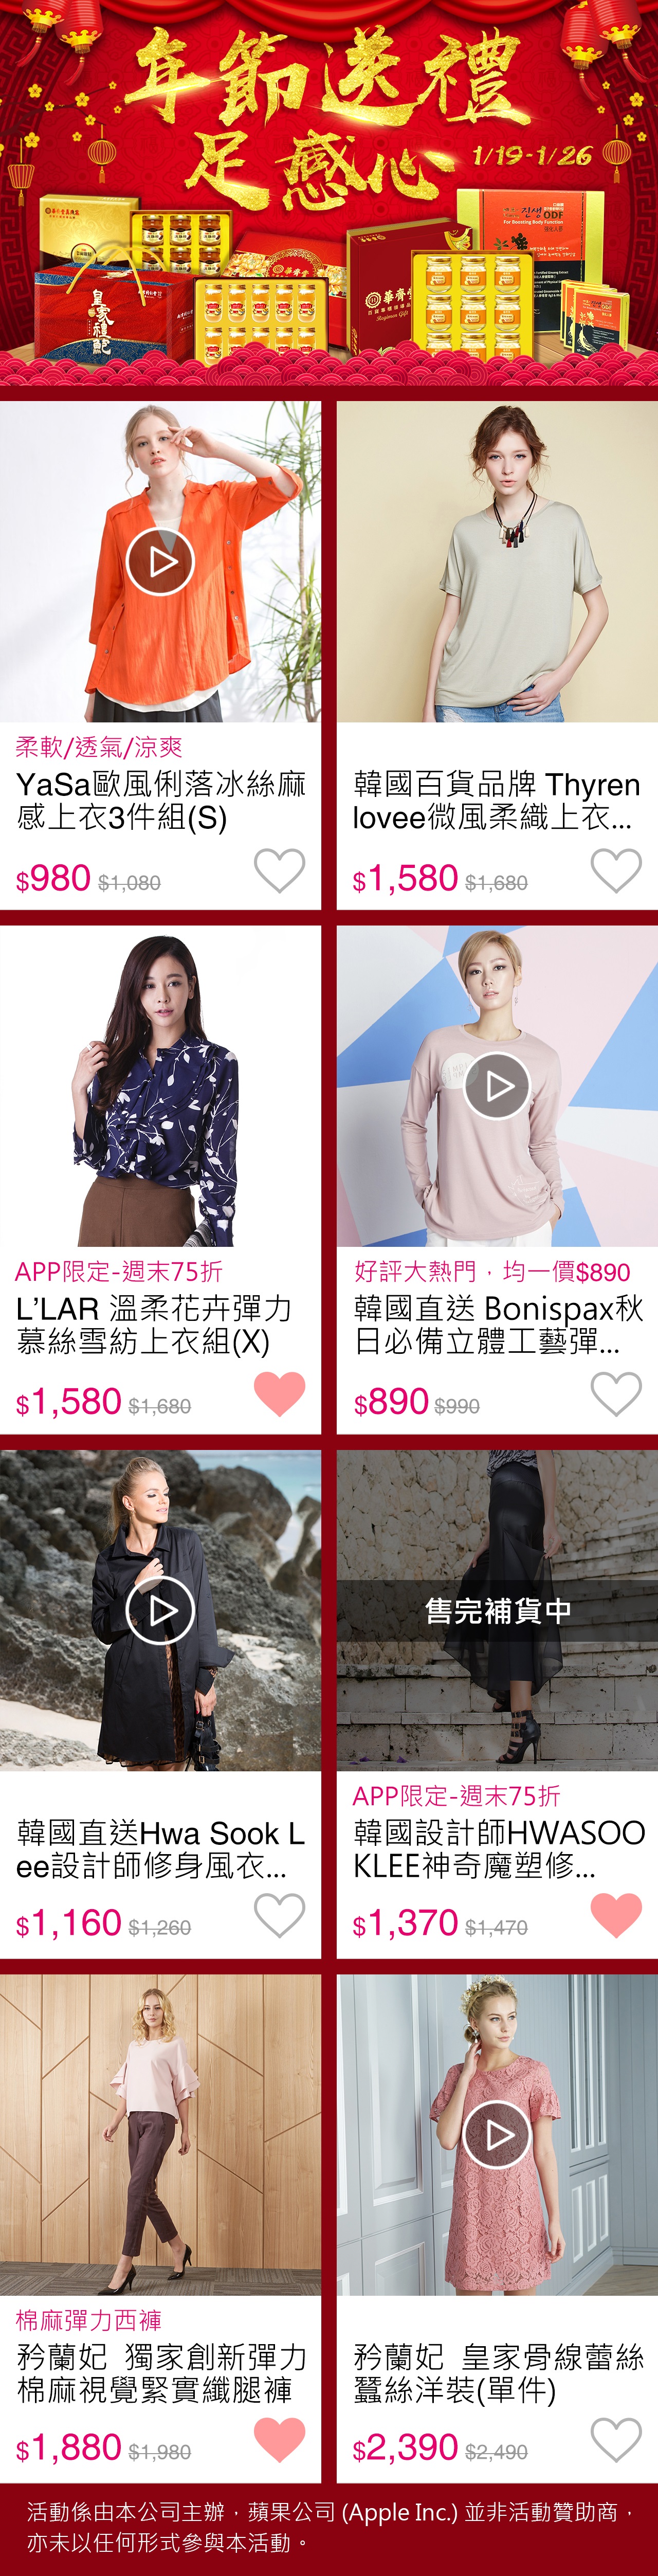 年節送禮
足感心 1/19-1/26
皇家禮鮑
華齊堂
진생 ODF
For Boosting Body Function
柔軟/透氣/涼爽
YaSa歐風俐落冰絲麻
感上衣3件組(S)
$980 $1,080
韓國百貨品牌 Thyren
lovee微風柔織上衣...
$1,580 $1,680
APP限定-週末75折
L’LAR 溫柔花卉彈力
慕絲雪紡上衣組(X)
$1,580 $1,680
好評大熱門，均一價$890
韓國直送 Bonispax秋
日必備立體工藝彈...
$890 $990
韓國直送Hwa Sook L
ee設計師修身風衣...
$1,160 $1,260
售完補貨中
APP限定-週末75折
韓國設計師HWASOO
KLEE神奇魔塑修...
$1,370 $1,470
棉麻彈力西褲
矜蘭妃 獨家創新彈力
棉麻視覺緊實纖腿褲
$1,880 $1,980
矜蘭妃 皇家骨線蕾絲
蠶絲洋裝(單件)
$2,390 $2,490
活動係由本公司主辦，蘋果公司 (Apple Inc.) 並非活動贊助商，
亦未以任何形式參與本活動。